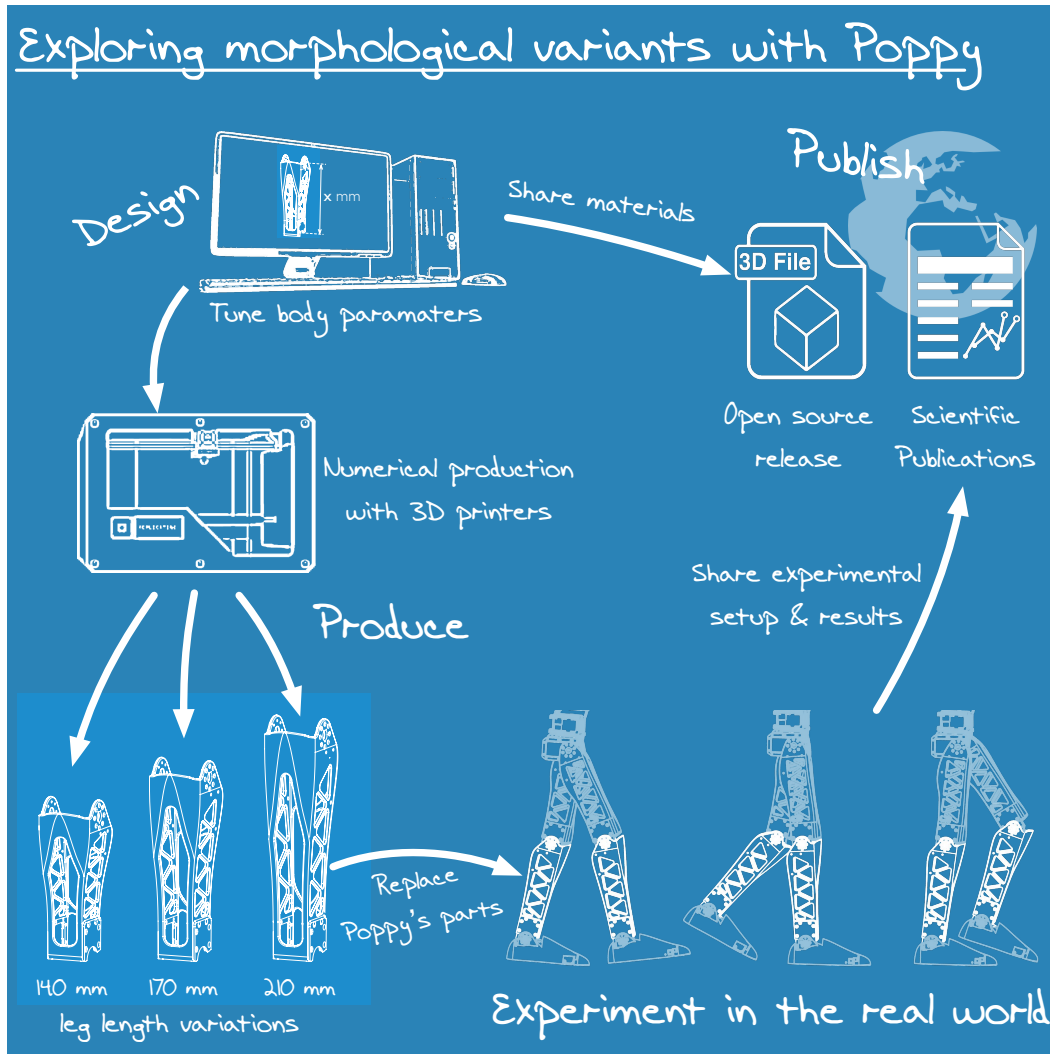 Exploring morphological variants with Poppy
Design
x mm
Tune body paramaters
Share materials
Publish
3D File
Open source
release
Scientific
Publications
Numerical production
with 3D printers
Produce
Share experimental
setup & results
140 mm
170 mm
210 mm
leg length variations
Replace
Poppy's parts
Experiment in the real world